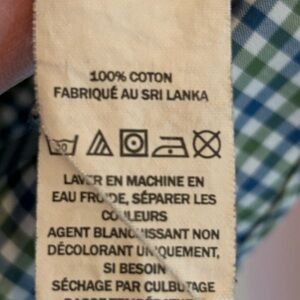 100% COTON
FABRIQUÉ AU SRI LANKA
30
LAVER EN MACHINE EN
EAU FROIDE, SÉPARER LES
COULEURS
AGENT BLANCHISSANT NON
DÉCOLORANT UNIQUEMENT,
SI BESOIN
SÉCHAGE PAR CULBUTAGE